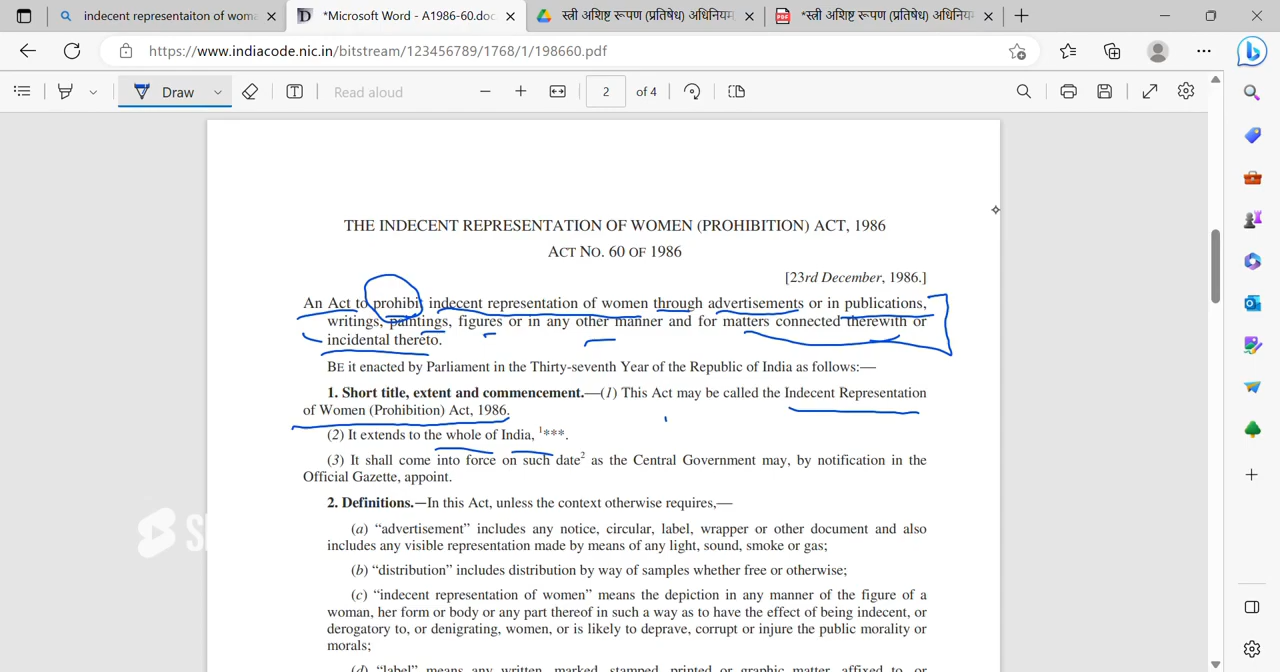 indecent representaiton of wom
*Microsoft Word - A1986-60.doc
स्त्री अशिष्ट रूपण (प्रतिषेध) अधिनियम
*स्त्री अशिष्ट रूपण (प्रतिषेध) अधिनिय
https://www.indiacode.nic.in/bitstream/123456789/1768/1/198660.pdf
Draw
Read aloud
2 of 4
THE INDECENT REPRESENTATION OF WOMEN (PROHIBITION) ACT, 1986
ACT NO. 60 OF 1986
[23rd December, 1986.]
An Act to prohibit indecent representation of women through advertisements or in publications,
writings, paintings, figures or in any other manner and for matters connected therewith or
incidental thereto.
BE it enacted by Parliament in the Thirty-seventh Year of the Republic of India as follows:—
1. Short title, extent and commencement.—(1) This Act may be called the Indecent Representation
of Women (Prohibition) Act, 1986.
(2) It extends to the whole of India, 1***.
(3) It shall come into force on such date2 as the Central Government may, by notification in the
Official Gazette, appoint.
2. Definitions.—In this Act, unless the context otherwise requires,—
(a) “advertisement” includes any notice, circular, label, wrapper or other document and also
includes any visible representation made by means of any light, sound, smoke or gas;
(b) “distribution” includes distribution by way of samples whether free or otherwise;
(c) “indecent representation of women” means the depiction in any manner of the figure of a
woman, her form or body or any part thereof in such a way as to have the effect of being indecent, or
derogatory to, or denigrating, women, or is likely to deprave, corrupt or injure the public morality or
morals;
(d) “label” means any written, marked, stamped, printed or graphic matter, affixed to, or